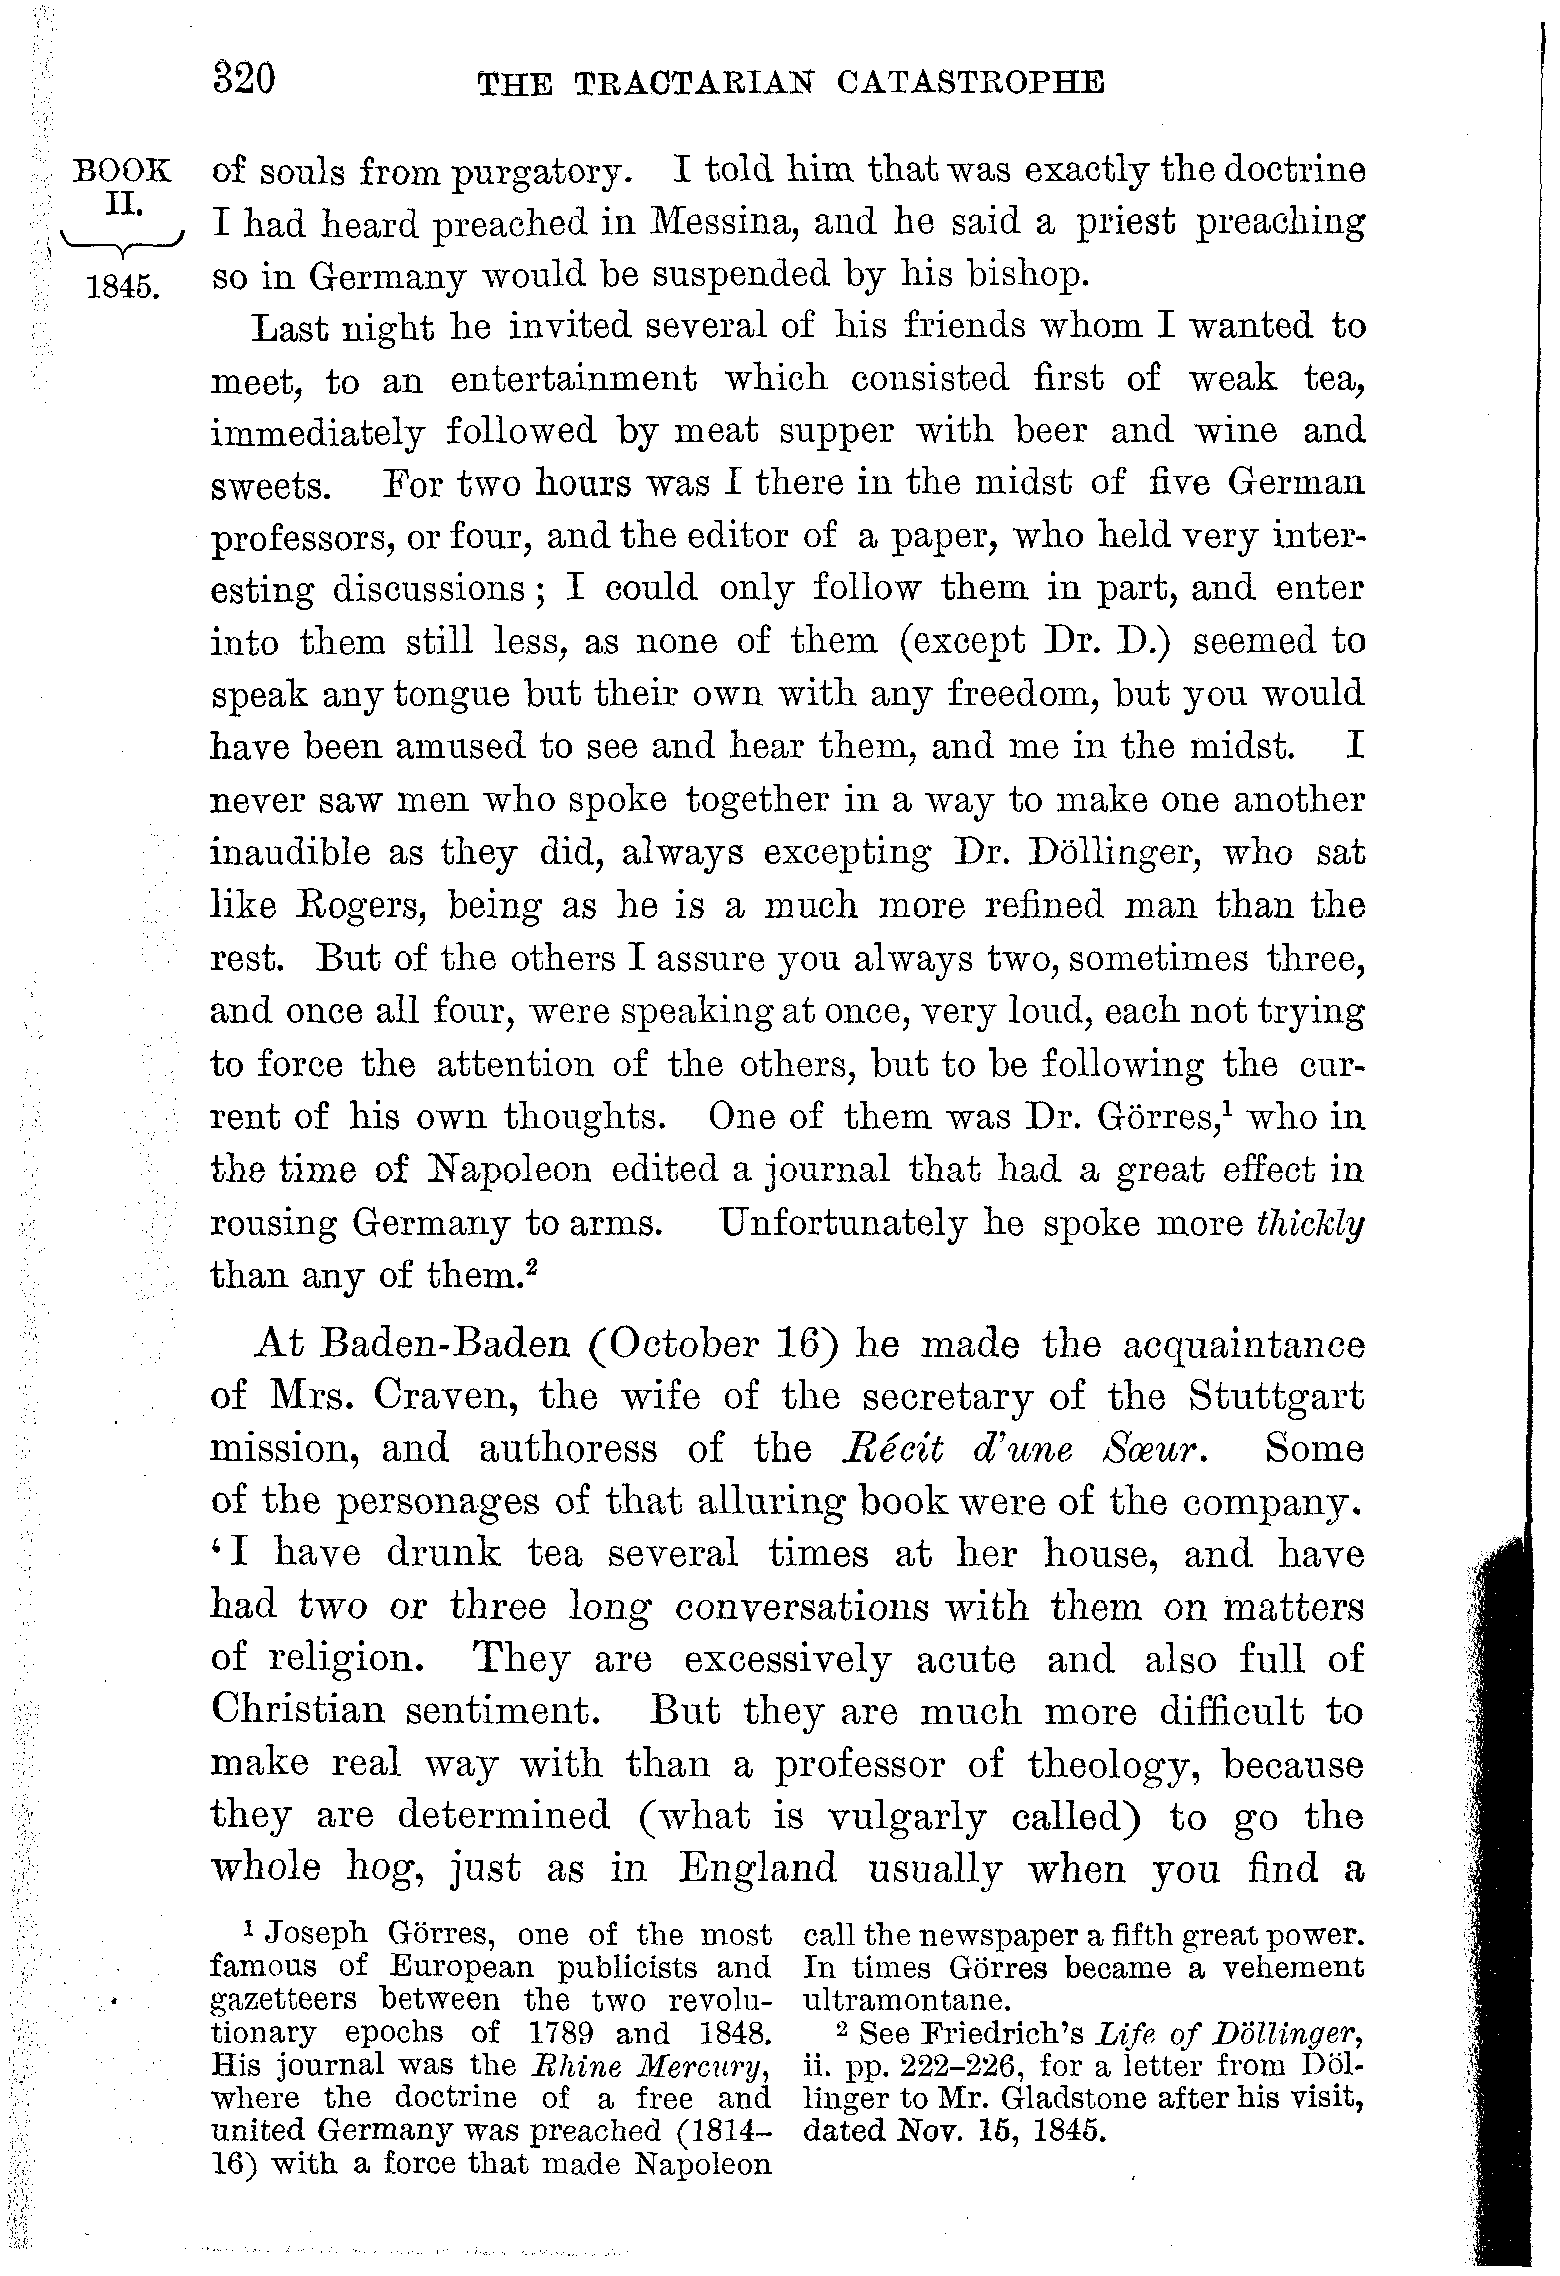 320 THE TRACTARIAN CATASTROPHE
BOOK
II.
1845.
of souls from purgatory. I told him that was exactly the doctrine
I had heard preached in Messina, and he said a priest preaching
so in Germany would be suspended by his bishop.
Last night he invited several of his friends whom I wanted to
meet, to an entertainment which consisted first of weak tea,
immediately followed by meat supper with beer and wine and
sweets. For two hours was I there in the midst of five German
professors, or four, and the editor of a paper, who held very inter-
esting discussions; I could only follow them in part, and enter
into them still less, as none of them (except Dr. D.) seemed to
speak any tongue but their own with any freedom, but you would
have been amused to see and hear them, and me in the midst. I
never saw men who spoke together in a way to make one another
inaudible as they did, always excepting Dr. Döllinger, who sat
like Rogers, being as he is a much more refined man than the
rest. But of the others I assure you always two, sometimes three,
and once all four, were speaking at once, very loud, each not trying
to force the attention of the others, but to be following the cur-
rent of his own thoughts. One of them was Dr. Görres,¹ who in
the time of Napoleon edited a journal that had a great effect in
rousing Germany to arms. Unfortunately he spoke more thickly
than any of them.²
At Baden-Baden (October 16) he made the acquaintance
of Mrs. Craven, the wife of the secretary of the Stuttgart
mission, and authoress of the Récit d'une Sœur. Some
of the personages of that alluring book were of the company.
'I have drunk tea several times at her house, and have
had two or three long conversations with them on matters
of religion. They are excessively acute and also full of
Christian sentiment. But they are much more difficult to
make real way with than a professor of theology, because
they are determined (what is vulgarly called) to go the
whole hog, just as in England usually when you find a
¹ Joseph Görres, one of the most
famous of European publicists and
gazetteers between the two revolu-
tionary epochs of 1789 and 1848.
His journal was the Rhine Mercury,
where the doctrine of a free and
united Germany was preached (1814–
16) with a force that made Napoleon
call the newspaper a fifth great power.
In times Görres became a vehement
ultramontane.
² See Friedrich's Life of Döllinger,
ii. pp. 222–226, for a letter from Döl-
linger to Mr. Gladstone after his visit,
dated Nov. 15, 1845.